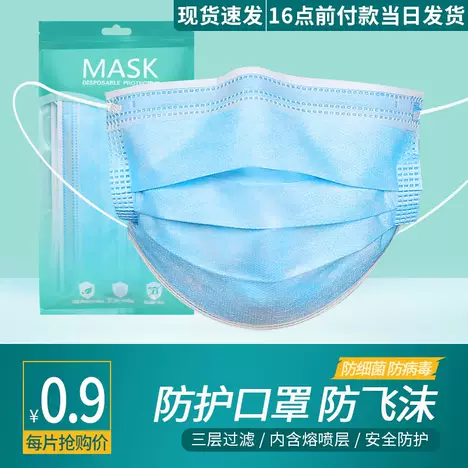 现货速发 16点前付款当日发货
MASK
DISPOSABLE PROTECTIVE
防细菌 防病毒
¥0.9
防护口罩 防飞沫
每片抢购价
三层过滤 / 内含熔喷层 / 安全防护